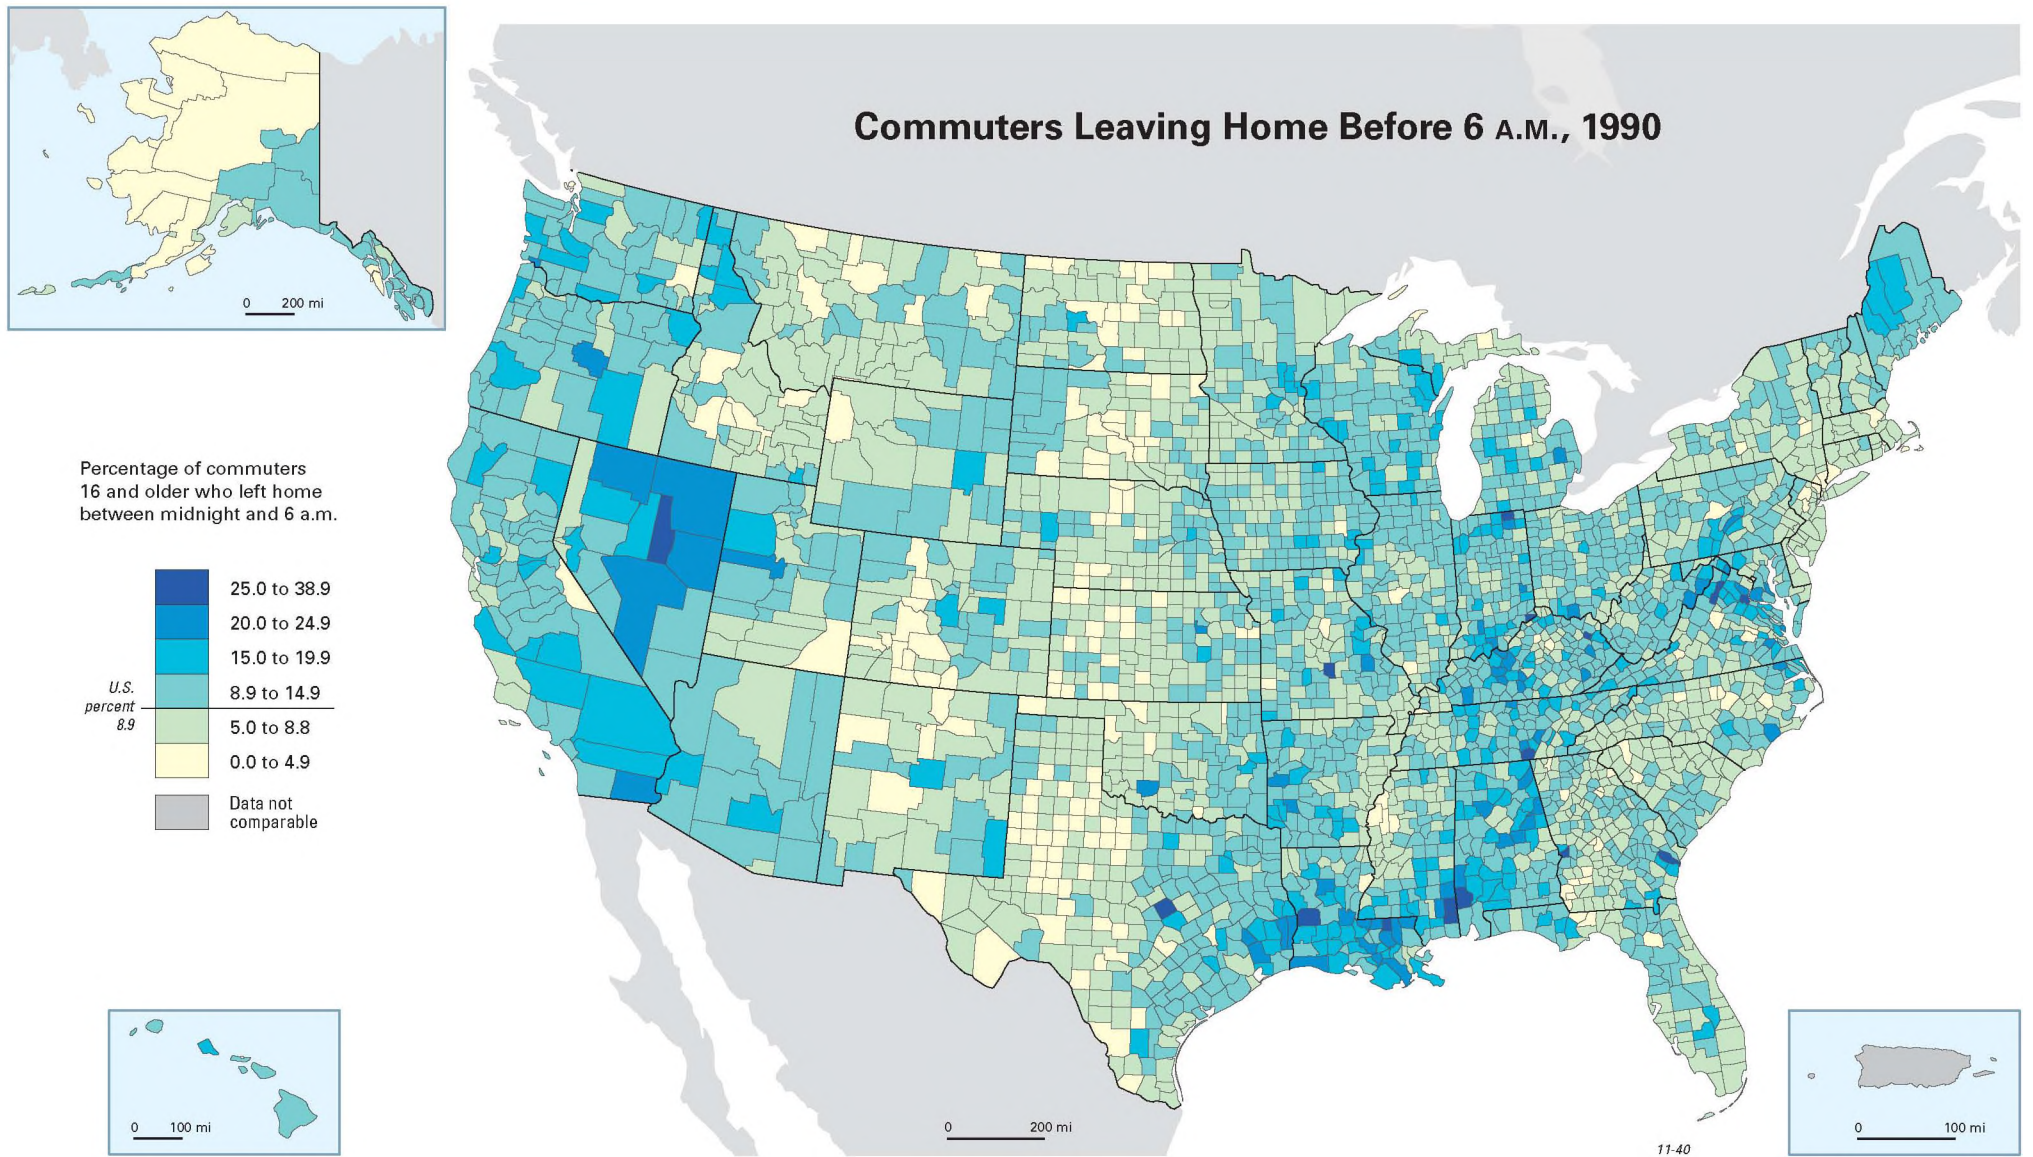 Commuters Leaving Home Before 6 A.M., 1990
0 200 mi
Percentage of commuters
16 and older who left home
between midnight and 6 a.m.
25.0 to 38.9
20.0 to 24.9
15.0 to 19.9
8.9 to 14.9
U.S.
percent
8.9
5.0 to 8.8
0.0 to 4.9
Data not
comparable
0 100 mi
0 200 mi
0 100 mi
11-40